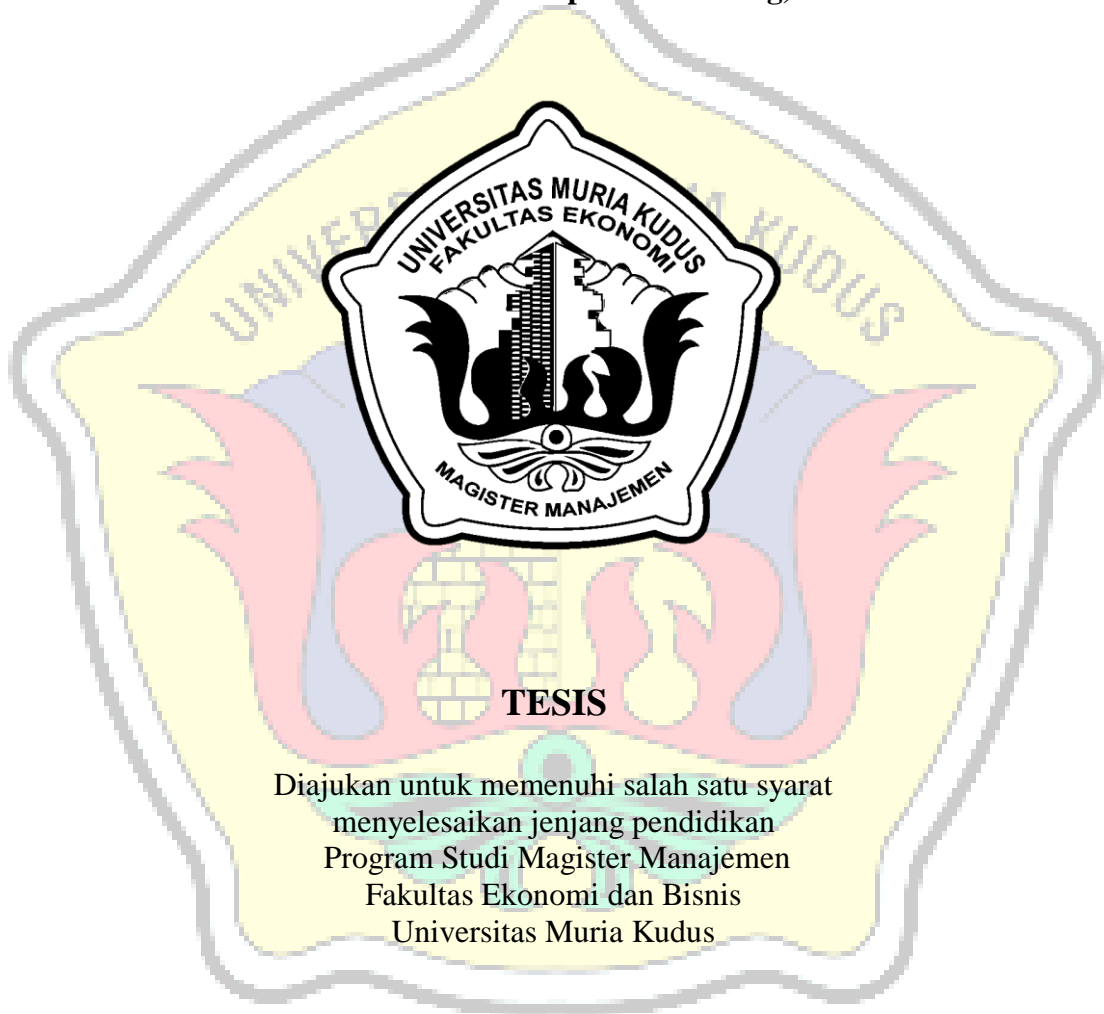 UNIVERSITAS MURIA KUDUS
FAKULTAS EKONOMI
MAGISTER MANAJEMEN
TESIS
Diajukan untuk memenuhi salah satu syarat
menyelesaikan jenjang pendidikan
Program Studi Magister Manajemen
Fakultas Ekonomi dan Bisnis
Universitas Muria Kudus